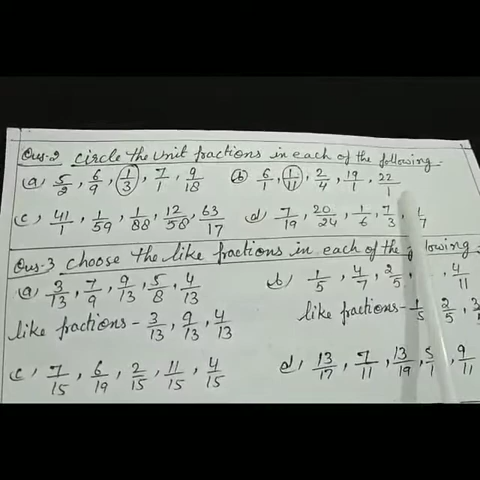 Ques-2 circle the unit fractions in each of the following -
(a) 5/2, 6/9, 1/3, 7/1, 9/18 (b) 6/1, 1/11, 2/4, 19/1, 22/1
(c, 41/1, 1/59, 1/88, 12/58, 63/17 d, 7/19, 20/24, 1/6, 7/3, 1/7
Ques-3 choose the like fractions in each of the
(a) 3/13, 7/9, 9/13, 5/8, 4/13 b, 1/5, 4/7, 2/5, 4/11
like fractions - 3/13, 9/13, 4/13 like fractions - 1/5, 2/5,
c, 7/15, 6/19, 2/15, 11/15, 4/15 d, 13/17, 7/11, 13/19, 9/11